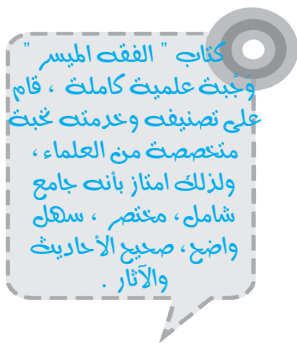 كتاب " الفقه الميسر "
وَجْبة علمية كاملة ، قام
على تصنيفه وخدمته نخبة
متخصصة من العلماء ،
ولذلك امتاز بأنه جامع
شامل ، مختصر ، سهل
واضح ، صحيح الأحاديث
والآثار .